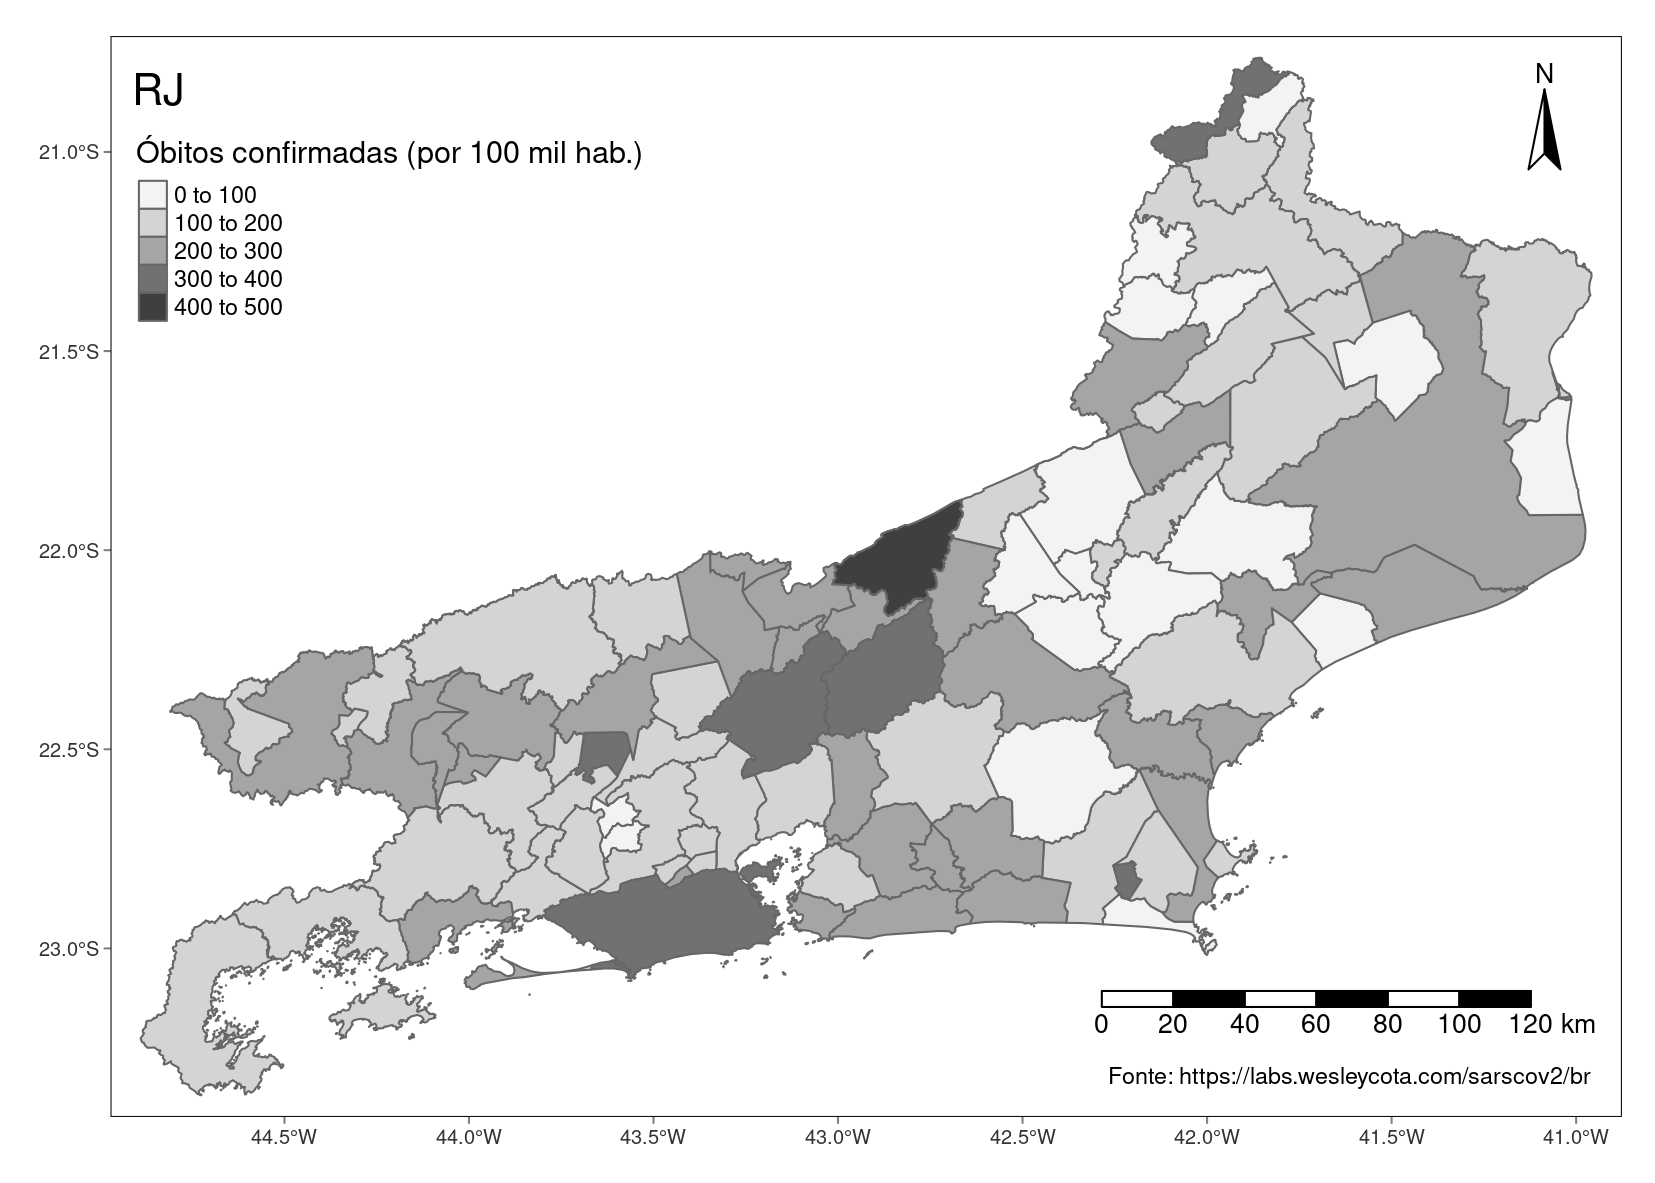 RJ
N
Óbitos confirmadas (por 100 mil hab.)
0 to 100
100 to 200
200 to 300
300 to 400
400 to 500
21.0°S
21.5°S
22.0°S
22.5°S
23.0°S
0 20 40 60 80 100 120 km
Fonte: https://labs.wesleycota.com/sarscov2/br
44.5°W 44.0°W 43.5°W 43.0°W 42.5°W 42.0°W 41.5°W 41.0°W